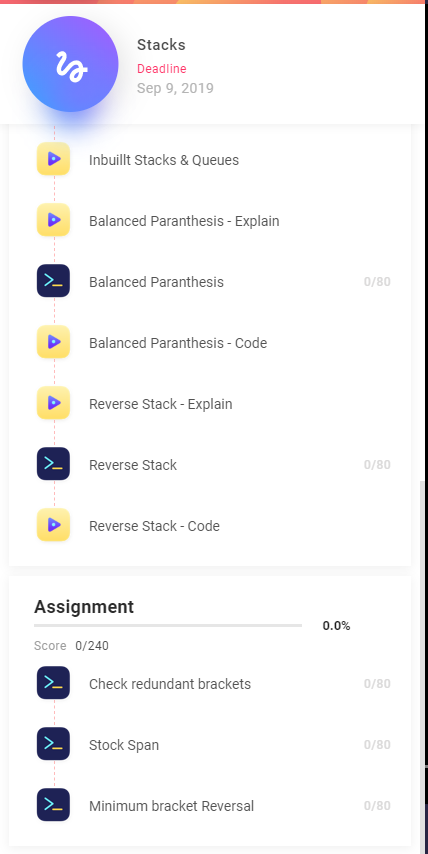 Stacks
Deadline
Sep 9, 2019
Inbuillt Stacks & Queues
Balanced Paranthesis - Explain
Balanced Paranthesis 0/80
Balanced Paranthesis - Code
Reverse Stack - Explain
Reverse Stack 0/80
Reverse Stack - Code
Assignment
0.0%
Score 0/240
Check redundant brackets 0/80
Stock Span 0/80
Minimum bracket Reversal 0/80